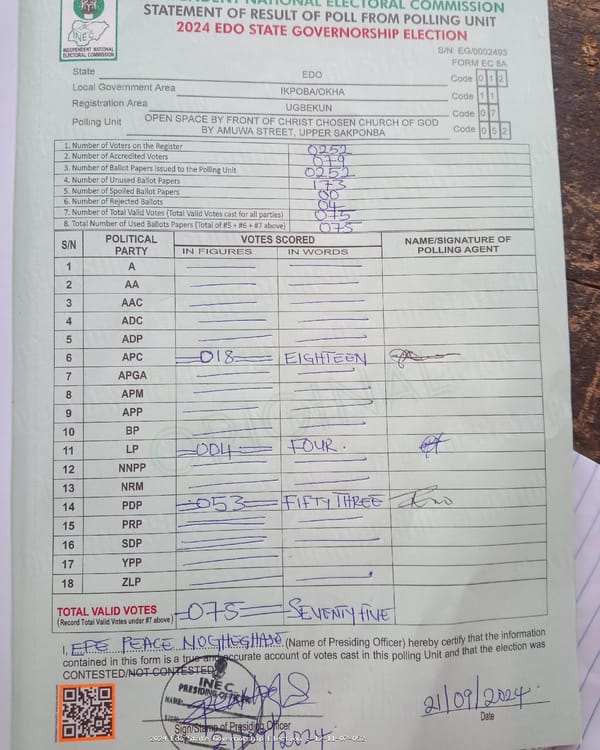 INDEPENDENT NATIONAL ELECTORAL COMMISSION
STATEMENT OF RESULT OF POLL FROM POLLING UNIT
2024 EDO STATE GOVERNORSHIP ELECTION
INEC
INDEPENDENT NATIONAL ELECTORAL COMMISSION
S/N: EG/0002493
FORM EC 8A
State EDO Code 0 1 2
Local Government Area IKPOBA/OKHA Code 1 1
Registration Area UGBEKUN Code 0 7
Polling Unit OPEN SPACE BY FRONT OF CHRIST CHOSEN CHURCH OF GOD
BY AMUWA STREET, UPPER SAKPONBA Code 0 5 2
1. Number of Voters on the Register 0252
2. Number of Accredited Voters 079
3. Number of Ballot Papers Issued to the Polling Unit 0252
4. Number of Unused Ballot Papers 173
5. Number of Spoiled Ballot Papers 00
6. Number of Rejected Ballots 04
7. Number of Total Valid Votes (Total Valid Votes cast for all parties) 075
8. Total Number of Used Ballots Papers (Total of #5 + #6 + #7 above) 075
S/N POLITICAL PARTY VOTES SCORED NAME/SIGNATURE OF POLLING AGENT
IN FIGURES IN WORDS
1 A
2 AA
3 AAC
4 ADC
5 ADP
6 APC 018 EIGHTEEN
7 APGA
8 APM
9 APP
10 BP
11 LP 004 FOUR.
12 NNPP
13 NRM
14 PDP 053 FIFTY THREE
15 PRP
16 SDP
17 YPP
18 ZLP
ORIGINAL
TOTAL VALID VOTES 075 SEVENTY FIVE
(Record Total Valid Votes under #7 above)
I, EPE PEACE (Name of Presiding Officer) hereby certify that the information
contained in this form is a true and accurate account of votes cast in this polling Unit and that the election was
CONTESTED/NOT CONTESTED
INEC
PRESIDING OFFICER
NAME:
SIGN:
21/09/2024
Sign/Stamp of Presiding Officer
Date
2024 Edo State Governorship Election